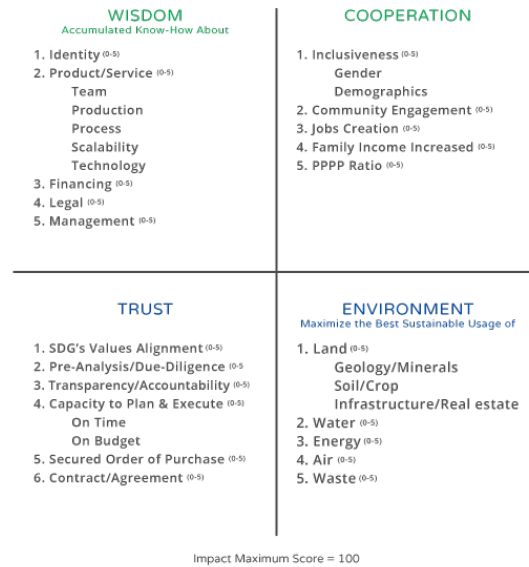 WISDOM
Accumulated Know-How About
1. Identity (0-5)
2. Product/Service (0-5)
Team
Production
Process
Scalability
Technology
3. Financing (0-5)
4. Legal (0-5)
5. Management (0-5)
COOPERATION
1. Inclusiveness (0-5)
Gender
Demographics
2. Community Engagement (0-5)
3. Jobs Creation (0-5)
4. Family Income Increased (0-5)
5. PPPP Ratio (0-5)
TRUST
1. SDG's Values Alignment (0-5)
2. Pre-Analysis/Due-Diligence (0-5
3. Transparency/Accountability (0-5)
4. Capacity to Plan & Execute (0-5)
On Time
On Budget
5. Secured Order of Purchase (0-5)
6. Contract/Agreement (0-5)
ENVIRONMENT
Maximize the Best Sustainable Usage of
1. Land (0-5)
Geology/Minerals
Soil/Crop
Infrastructure/Real estate
2. Water (0-5)
3. Energy (0-5)
4. Air (0-5)
5. Waste (0-5)
Impact Maximum Score = 100